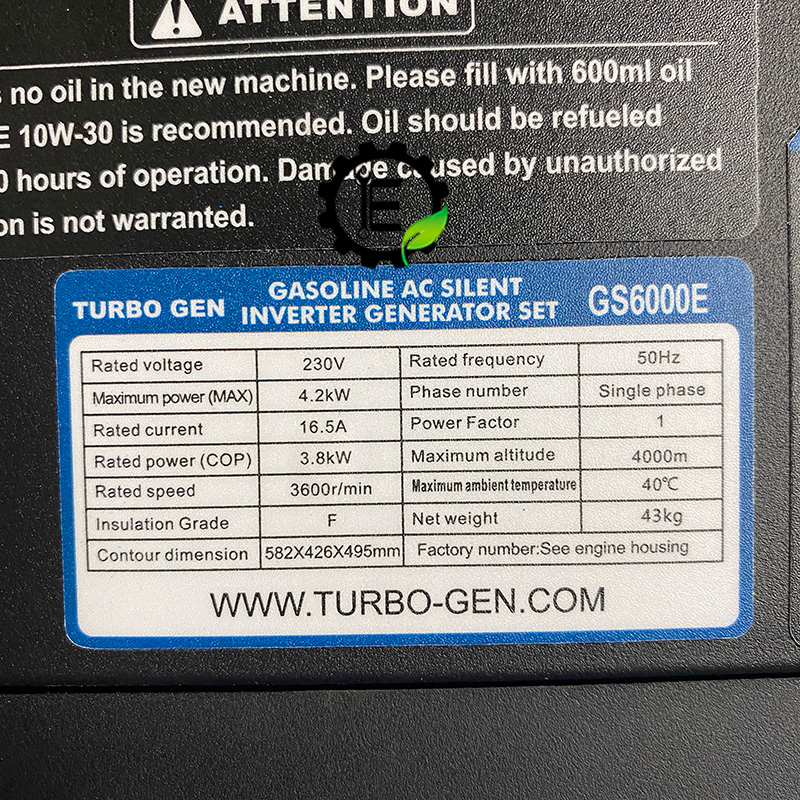 ATTENTION
no oil in the new machine. Please fill with 600ml oil
10W-30 is recommended. Oil should be refueled
hours of operation. Damage caused by unauthorized
is not warranted.
IE
TURBO GEN
GASOLINE AC SILENT
INVERTER GENERATOR SET
GS6000E
Rated voltage 230V Rated frequency 50Hz
Maximum power (MAX) 4.2kW Phase number Single phase
Rated current 16.5A Power Factor 1
Rated power (COP) 3.8kW Maximum altitude 4000m
Rated speed 3600r/min Maximum ambient temperature 40℃
Insulation Grade F Net weight 43kg
Contour dimension 582X426X495mm Factory number:See engine housing
WWW.TURBO-GEN.COM